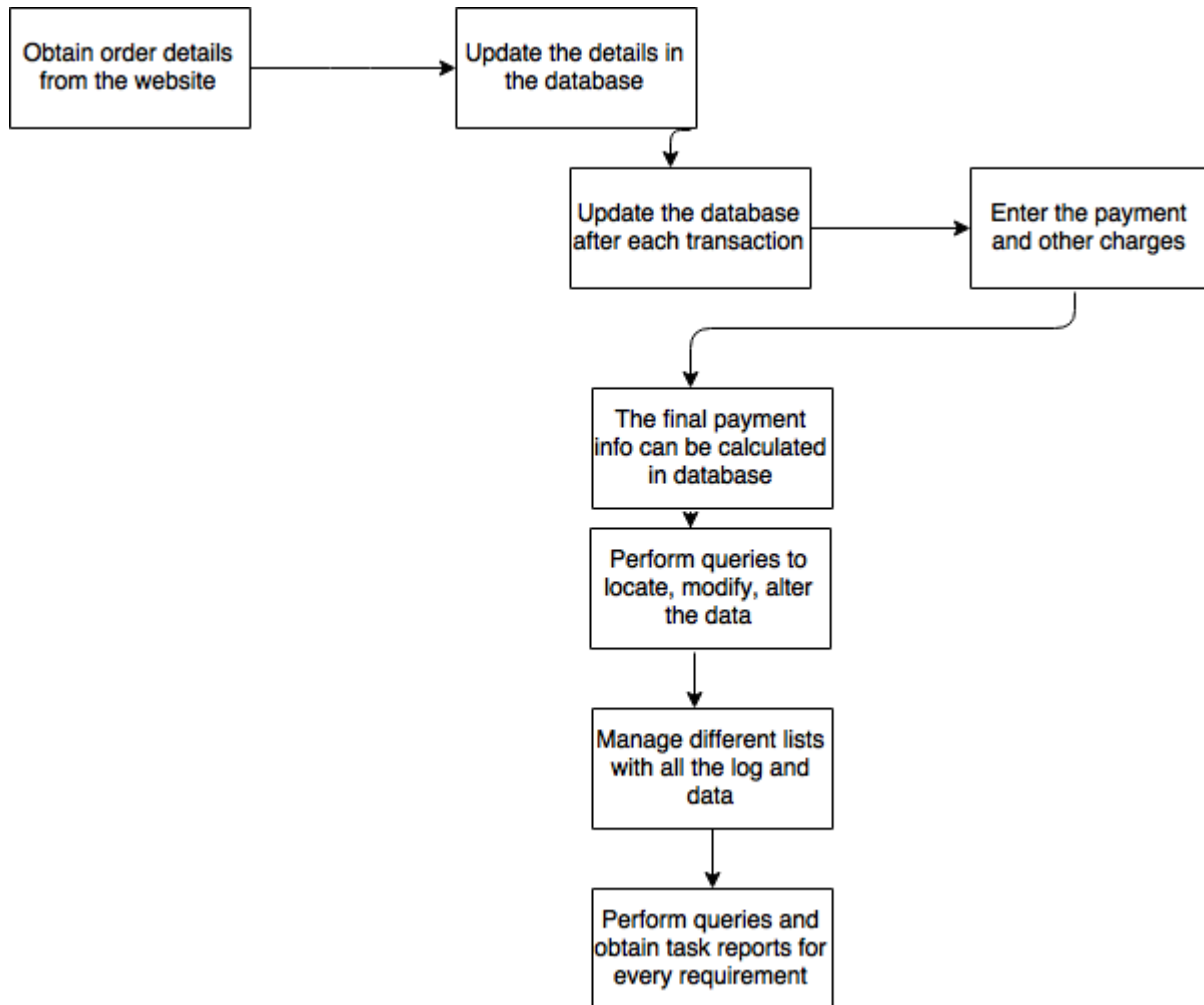 Obtain order details
from the website
Update the details in
the database
Update the database
after each transaction
Enter the payment
and other charges
The final payment
info can be calculated
in database
Perform queries to
locate, modify, alter
the data
Manage different lists
with all the log and
data
Perform queries and
obtain task reports for
every requirement